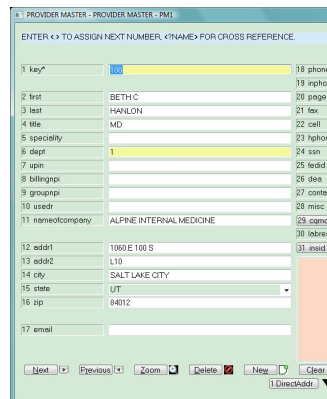 PROVIDER MASTER - PROVIDER MASTER - PM1
ENTER <.> TO ASSIGN NEXT NUMBER, <?NAME> FOR CROSS REFERENCE.
1 key* 100 18 phone
19 inpho
2 first BETH C 20 page
3 last HANLON 21 fax
4 title MD 22 cell
5 speciality 23 hphon
6 dept 1 24 ssn
7 upin 25 fedid
8 billingnpi 26 dea
9 groupnpi 27 conta
10 usedr 28 misc
11 nameofcompany ALPINE INTERNAL MEDICINE 29 cqmc
30 labres
12 addr1 1060 E 100 S 31 insid
13 addr2 L10
14 city SALT LAKE CITY
15 state UT
16 zip 84012
17 email
Next Previous Zoom Delete New Clear
1 DirectAddr